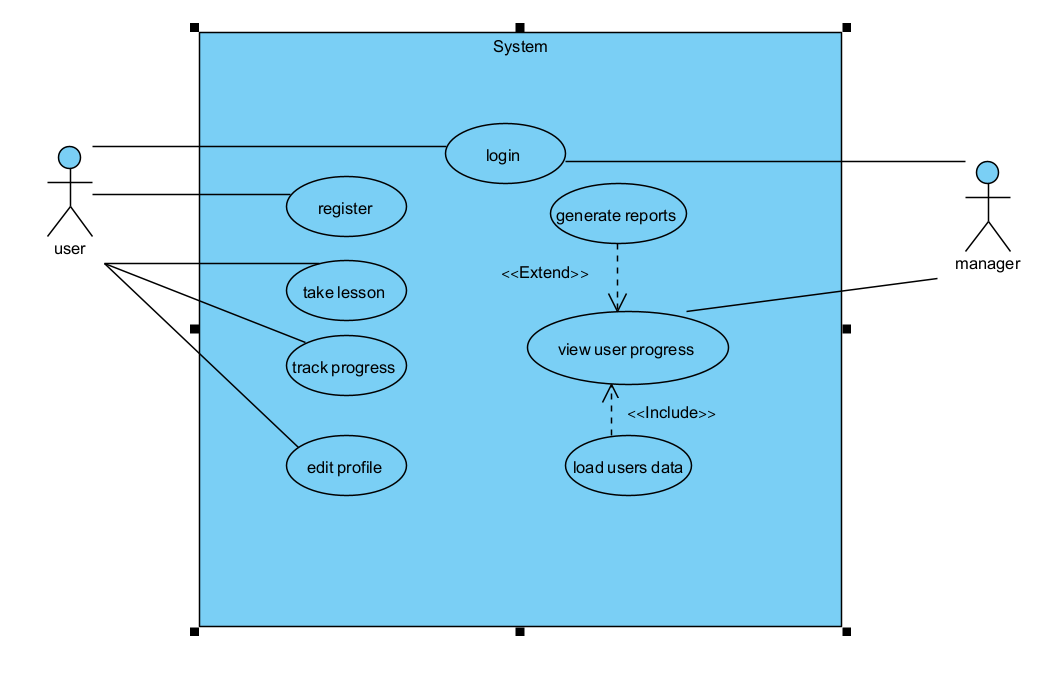 System
login
user
register
generate reports
manager
<<Extend>>
take lesson
view user progress
track progress
<<Include>>
edit profile
load users data